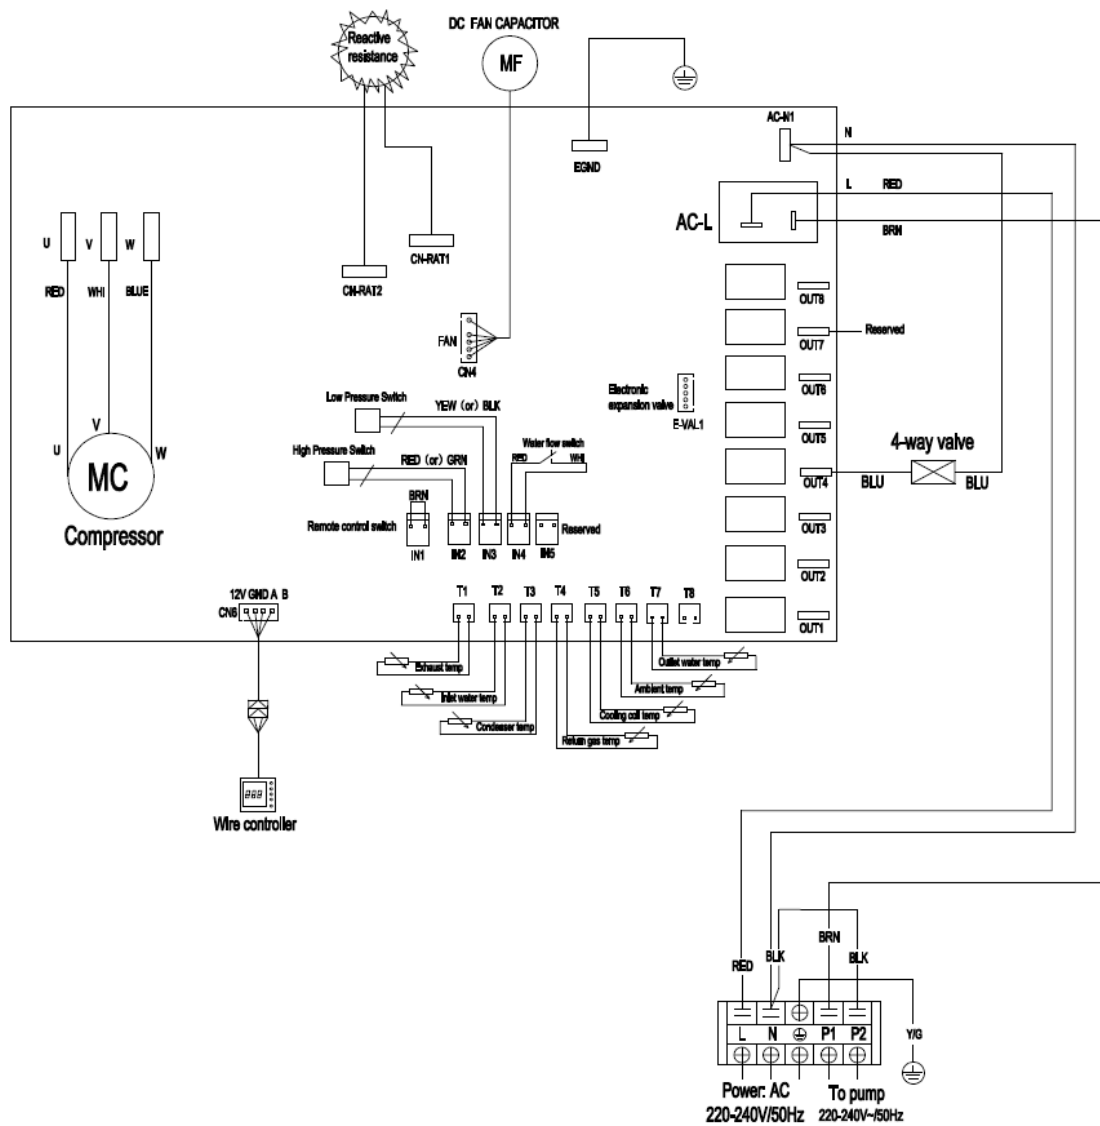 DC FAN CAPACITOR
Reactive
resistance
MF
AC-N1
N
EGND
L
RED
AC-L
BRN
U
V
W
CN-RAT1
CN-RAT2
RED
WHI
BLUE
OUT8
FAN
CN4
OUT7
Reserved
Electronic
expansion valve
E-VAL1
OUT6
Low Pressure Switch
YEW (or) BLK
OUT5
V
U
W
MC
Compressor
High Pressure Switch
RED (or) GRN
Water flow switch
RED
WHI
4-way valve
OUT4
BLU
BLU
BRN
Remote control switch
IN1
IN2
IN3
IN4
IN5
Reserved
OUT3
OUT2
12V GND A B
CN6
T1
T2
T3
T4
T5
T6
T7
T8
OUT1
Exhaust temp
Outlet water temp
Inlet water temp
Ambient temp
Condenser temp
Cooling coil temp
Retuan gas temp
Wire controller
RED
BLK
BRN
BLK
L
N
P1
P2
Y/G
Power: AC
220-240V/50Hz
To pump
220-240V~/50Hz